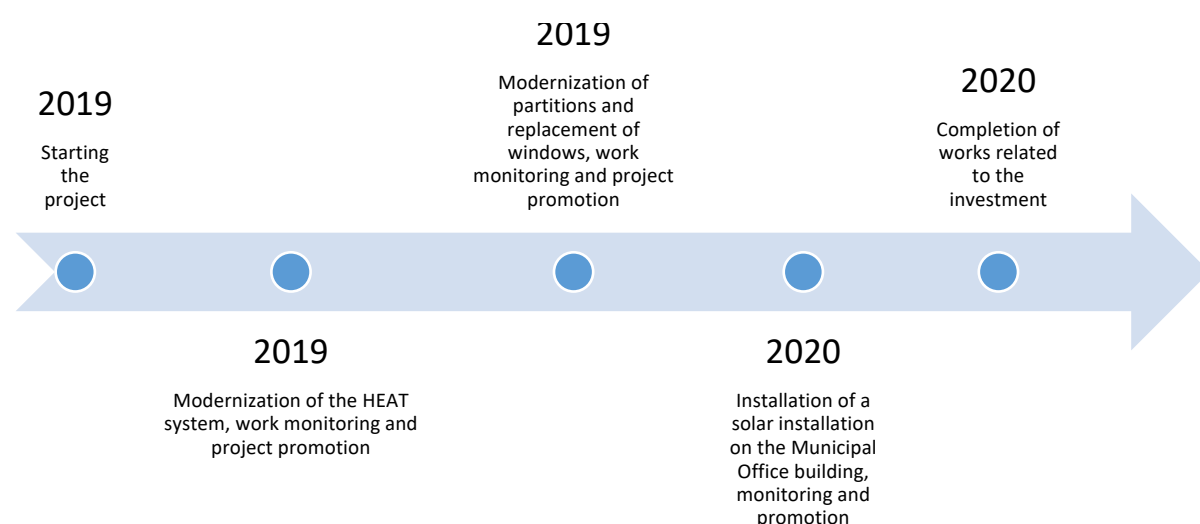 2019
Starting
the
project
2019
Modernization of the HEAT
system, work monitoring and
project promotion
2019
Modernization of
partitions and
replacement of
windows, work
monitoring and project
promotion
2020
Installation of a
solar installation
on the Municipal
Office building,
monitoring and
promotion
2020
Completion of
works related
to the
investment